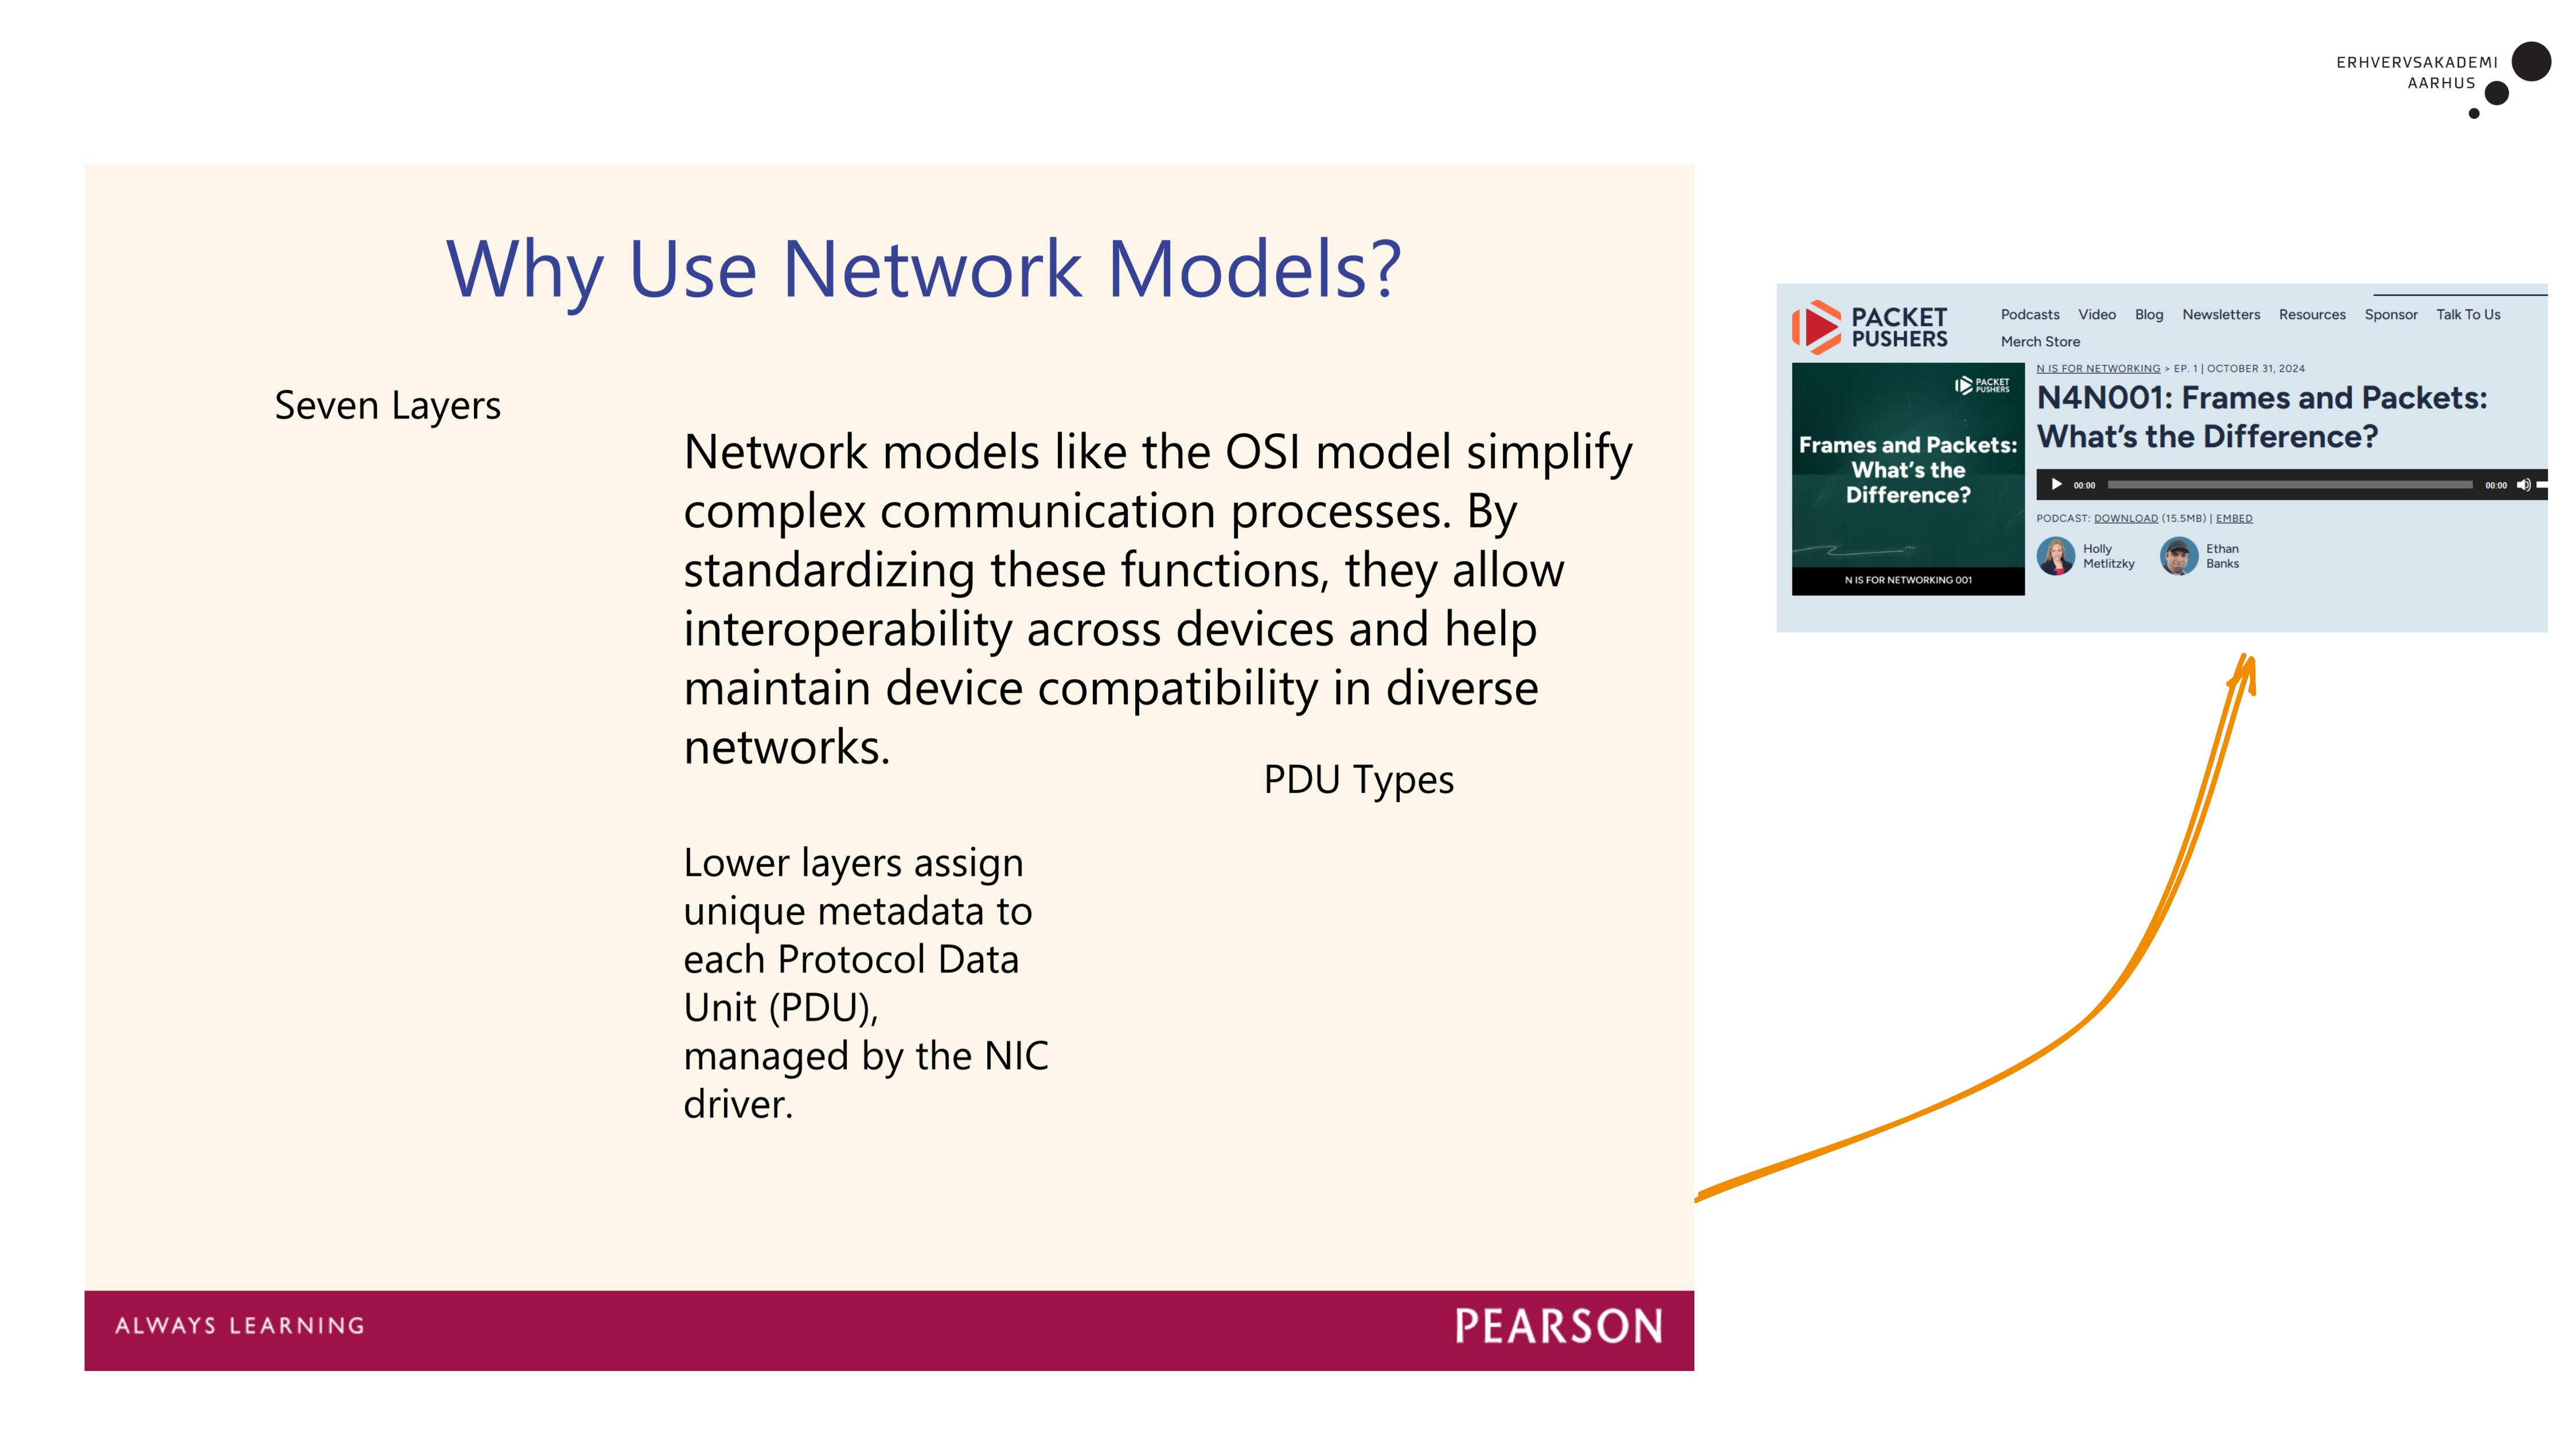 ERHVERVSAKADEMI
AARHUS
Why Use Network Models?
Seven Layers
Network models like the OSI model simplify
complex communication processes. By
standardizing these functions, they allow
interoperability across devices and help
maintain device compatibility in diverse
networks.
PDU Types
Lower layers assign
unique metadata to
each Protocol Data
Unit (PDU),
managed by the NIC
driver.
ALWAYS LEARNING
PEARSON
PACKET
PUSHERS
Podcasts Video Blog Newsletters Resources Sponsor Talk To Us
Merch Store
PACKET
PUSHERS
Frames and Packets:
What's the
Difference?
N IS FOR NETWORKING 001
N IS FOR NETWORKING > EP. 1 | OCTOBER 31, 2024
N4N001: Frames and Packets:
What's the Difference?
00:00 00:00
PODCAST: DOWNLOAD (15.5MB) | EMBED
Holly
Metlitzky
Ethan
Banks